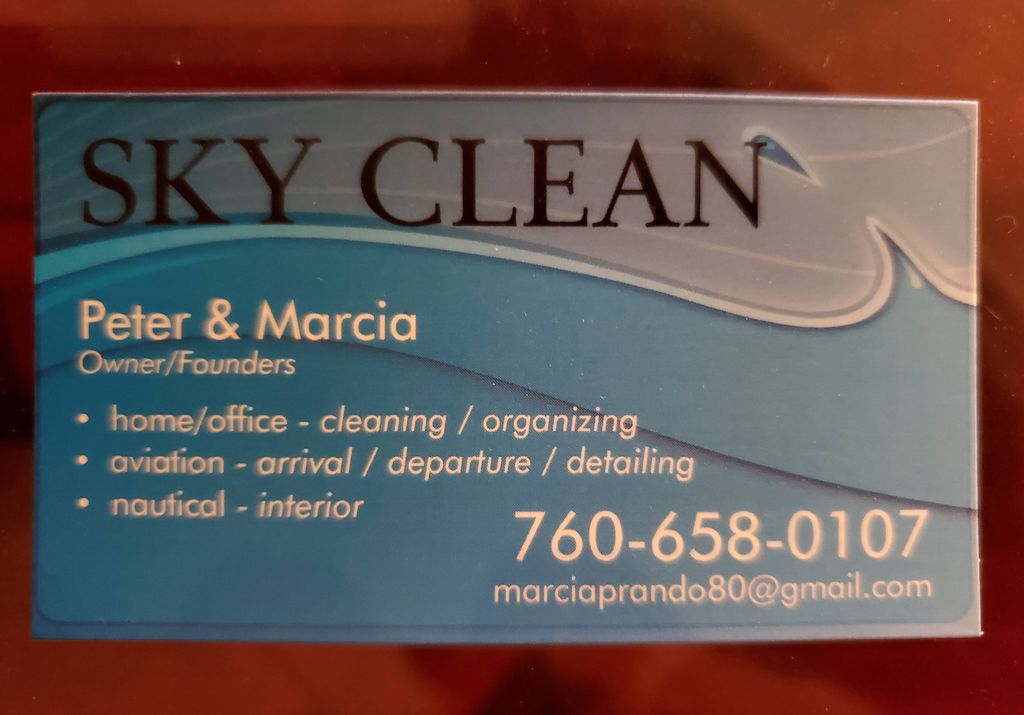 SKY CLEAN
Peter & Marcia
Owner/Founders
• home/office - cleaning / organizing
• aviation - arrival / departure / detailing
• nautical - interior
760-658-0107
marciaprando80@gmail.com